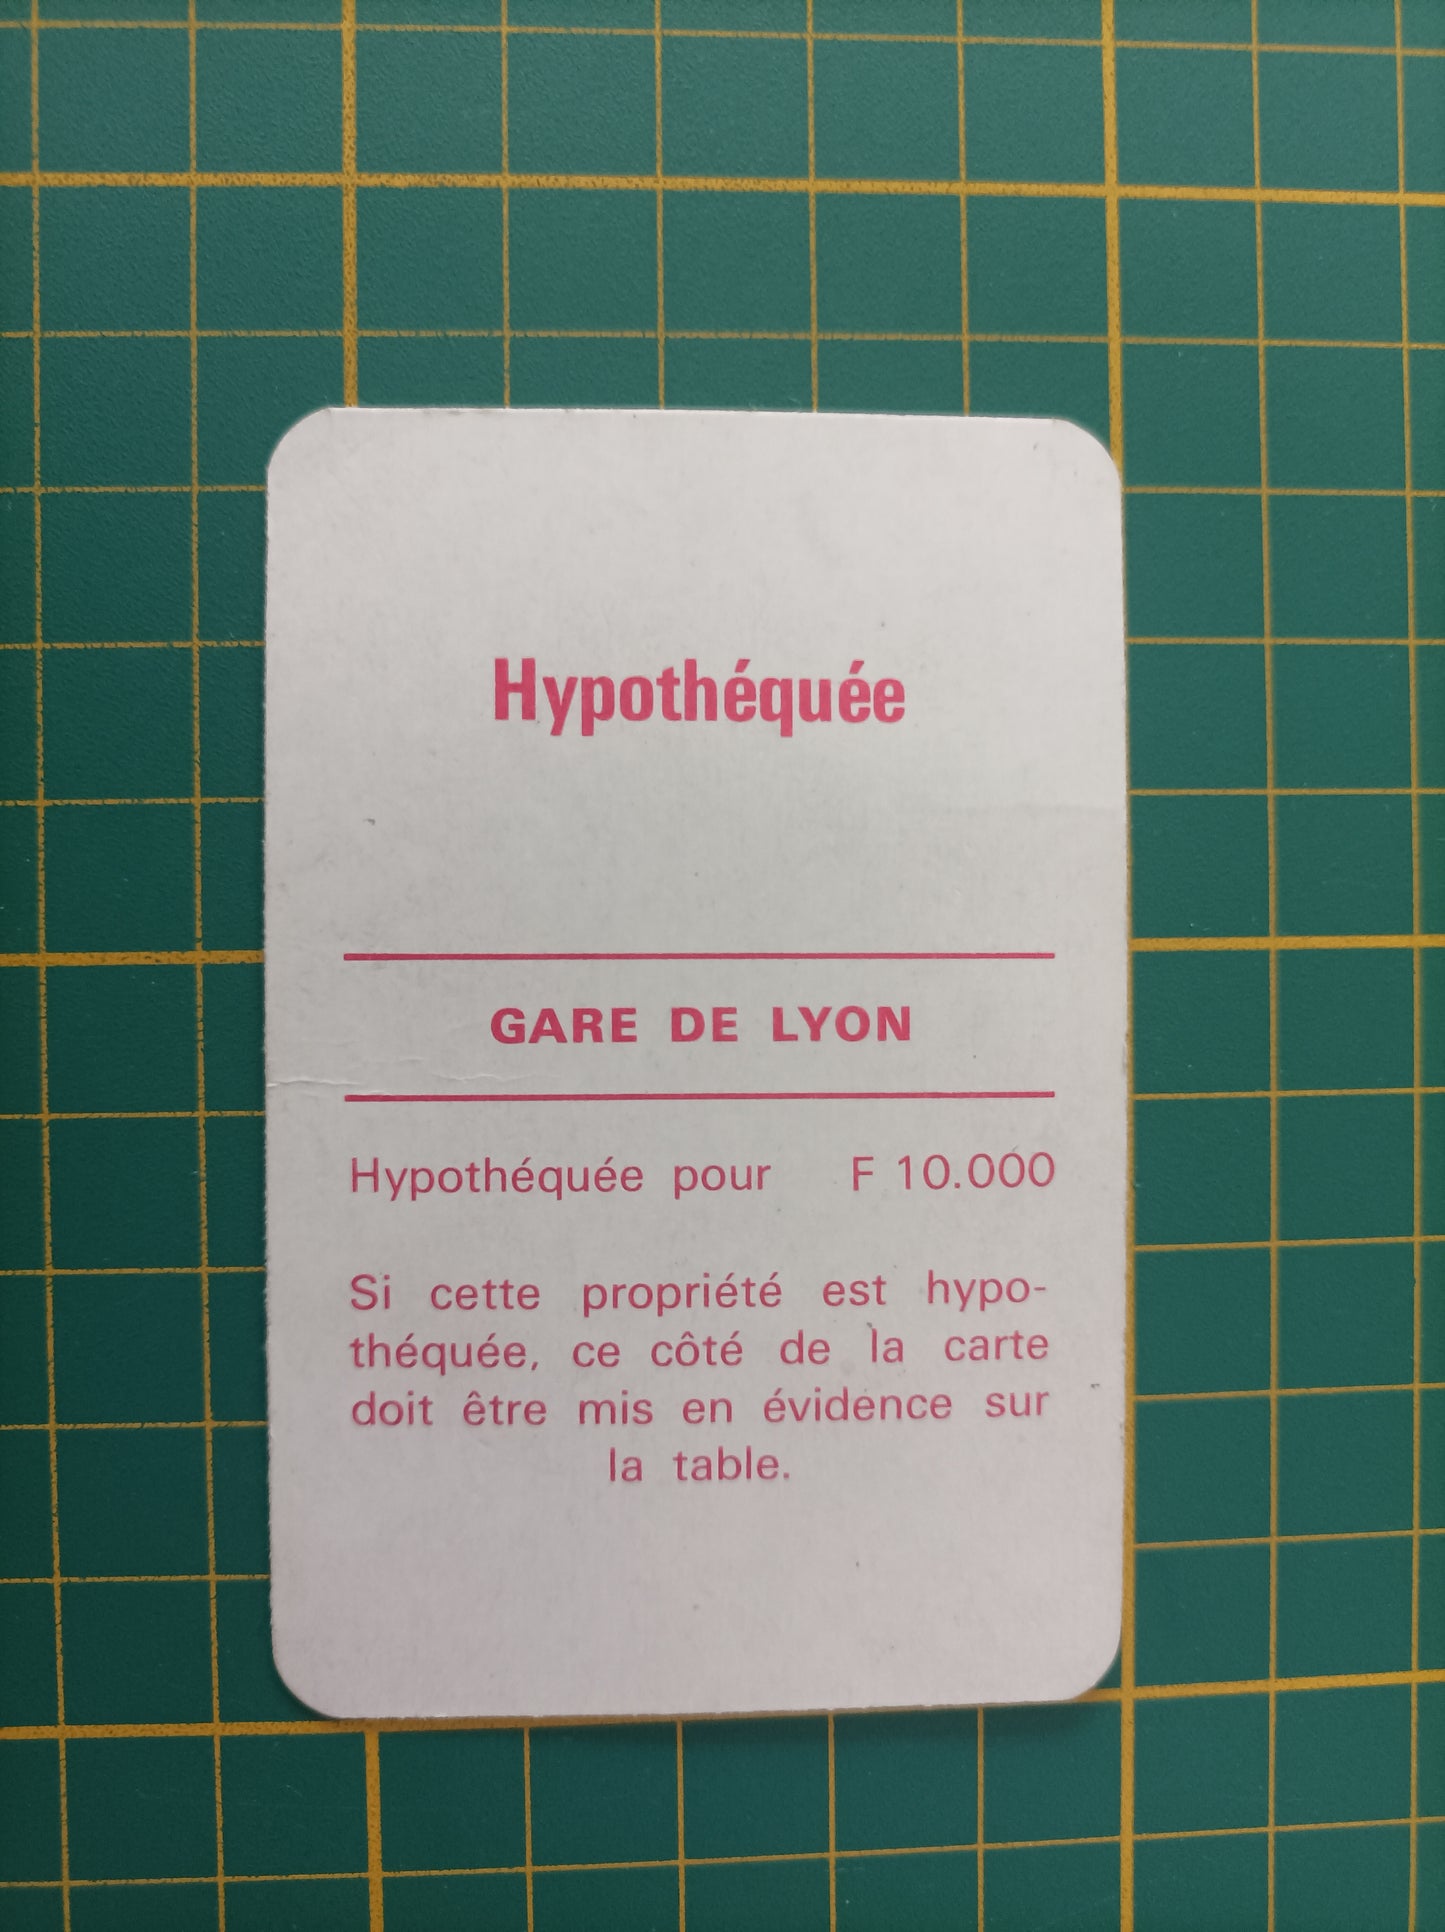 Hypothéquée
GARE DE LYON
Hypothéquée pour F 10.000
Si cette propriété est hypo-
théquée, ce côté de la carte
doit être mis en évidence sur
la table.